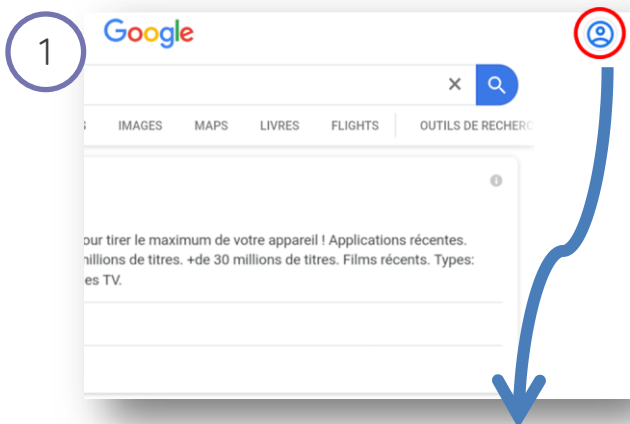 1
Google
IMAGES MAPS LIVRES FLIGHTS OUTILS DE RECHERC
our tirer le maximum de votre appareil ! Applications récentes.
nillions de titres. +de 30 millions de titres. Films récents. Types:
es TV.